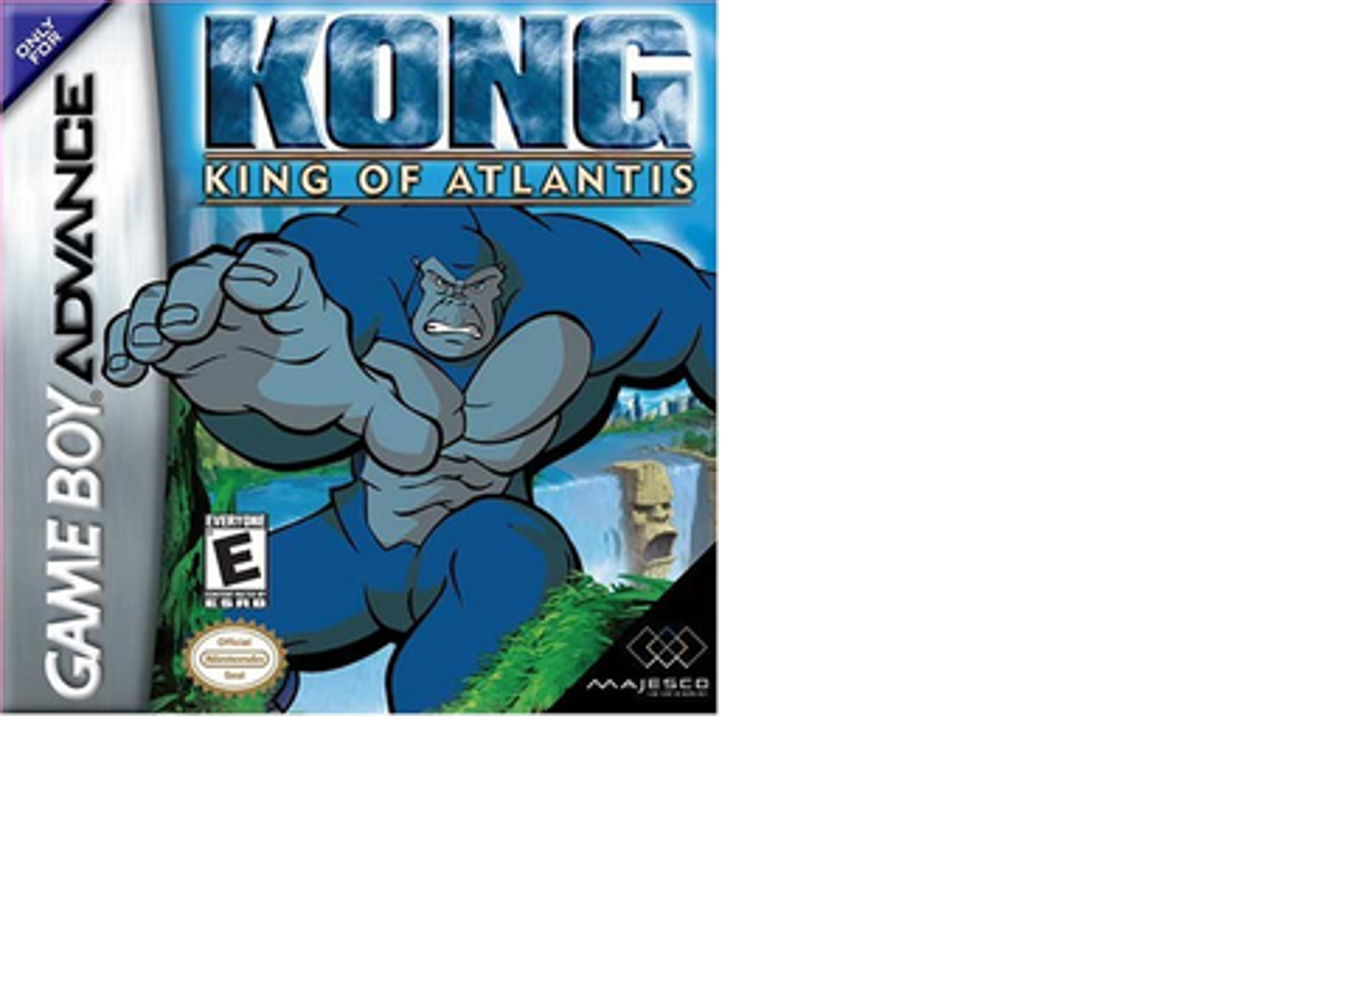 ONLY
FOR
KONG
KING OF ATLANTIS
GAME BOY ADVANCE
EVERYONE
E
ESRB
Official
Nintendo
Seal
MAJESCO